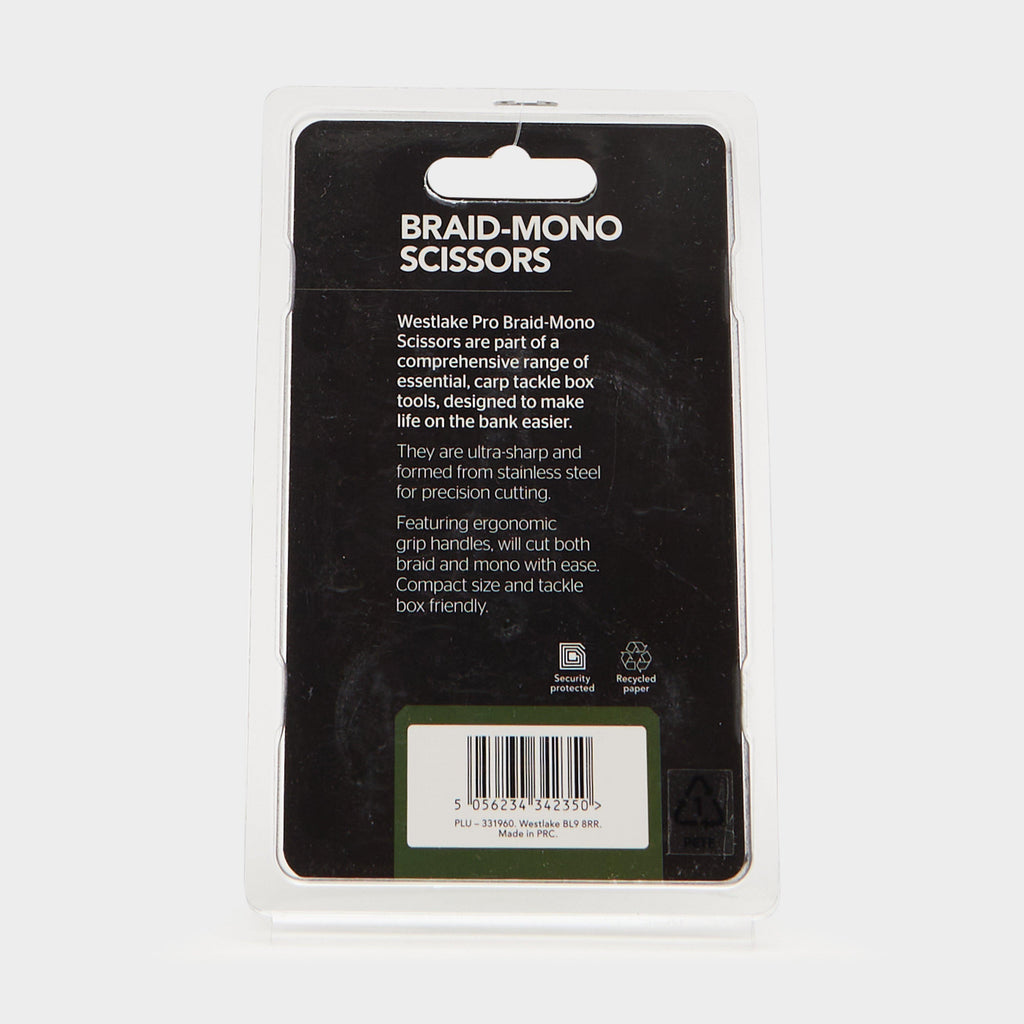 BRAID-MONO
SCISSORS
Westlake Pro Braid-Mono
Scissors are part of a
comprehensive range of
essential, carp tackle box
tools, designed to make
life on the bank easier.
They are ultra-sharp and
formed from stainless steel
for precision cutting.
Featuring ergonomic
grip handles, will cut both
braid and mono with ease.
Compact size and tackle
box friendly.
Security
protected
Recycled
paper
5 056234 342350 >
PLU – 331960. Westlake BL9 8RR.
Made in PRC.
1